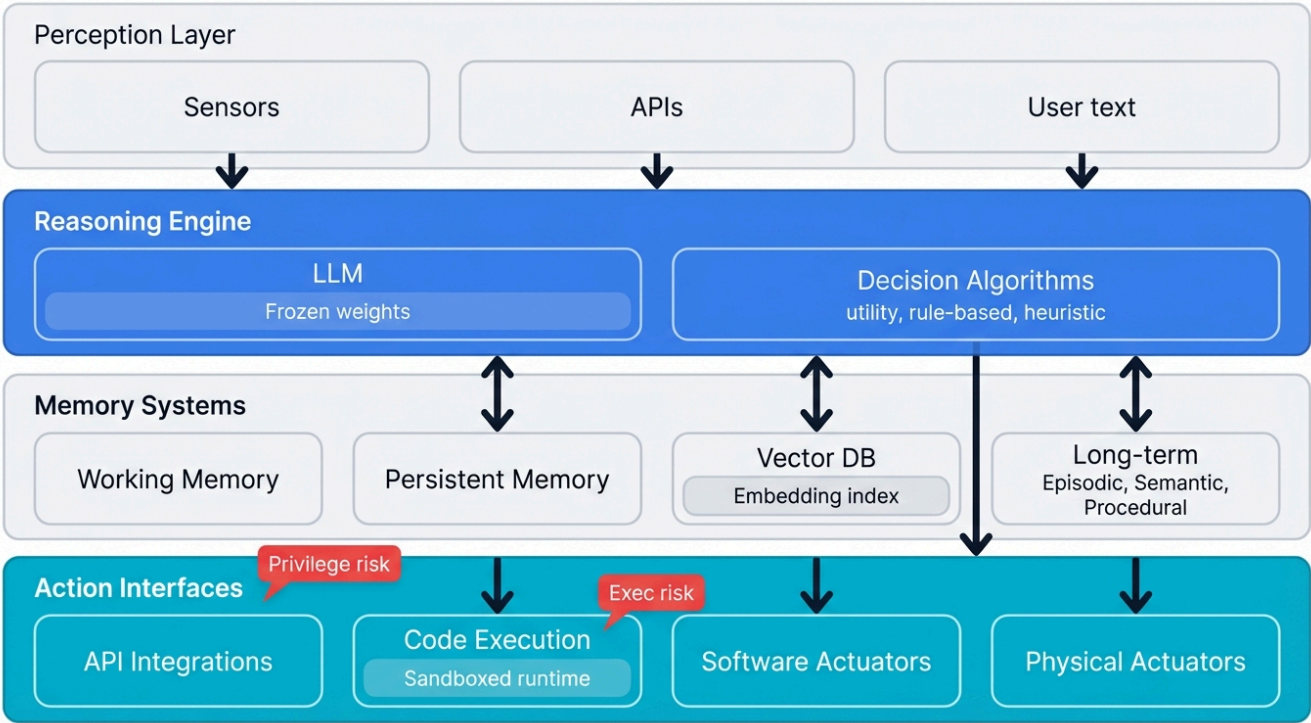 Perception Layer
Sensors
APIs
User text
Reasoning Engine
LLM
Frozen weights
Decision Algorithms
utility, rule-based, heuristic
Memory Systems
Working Memory
Persistent Memory
Vector DB
Embedding index
Long-term
Episodic, Semantic,
Procedural
Privilege risk
Action Interfaces
Exec risk
API Integrations
Code Execution
Sandboxed runtime
Software Actuators
Physical Actuators